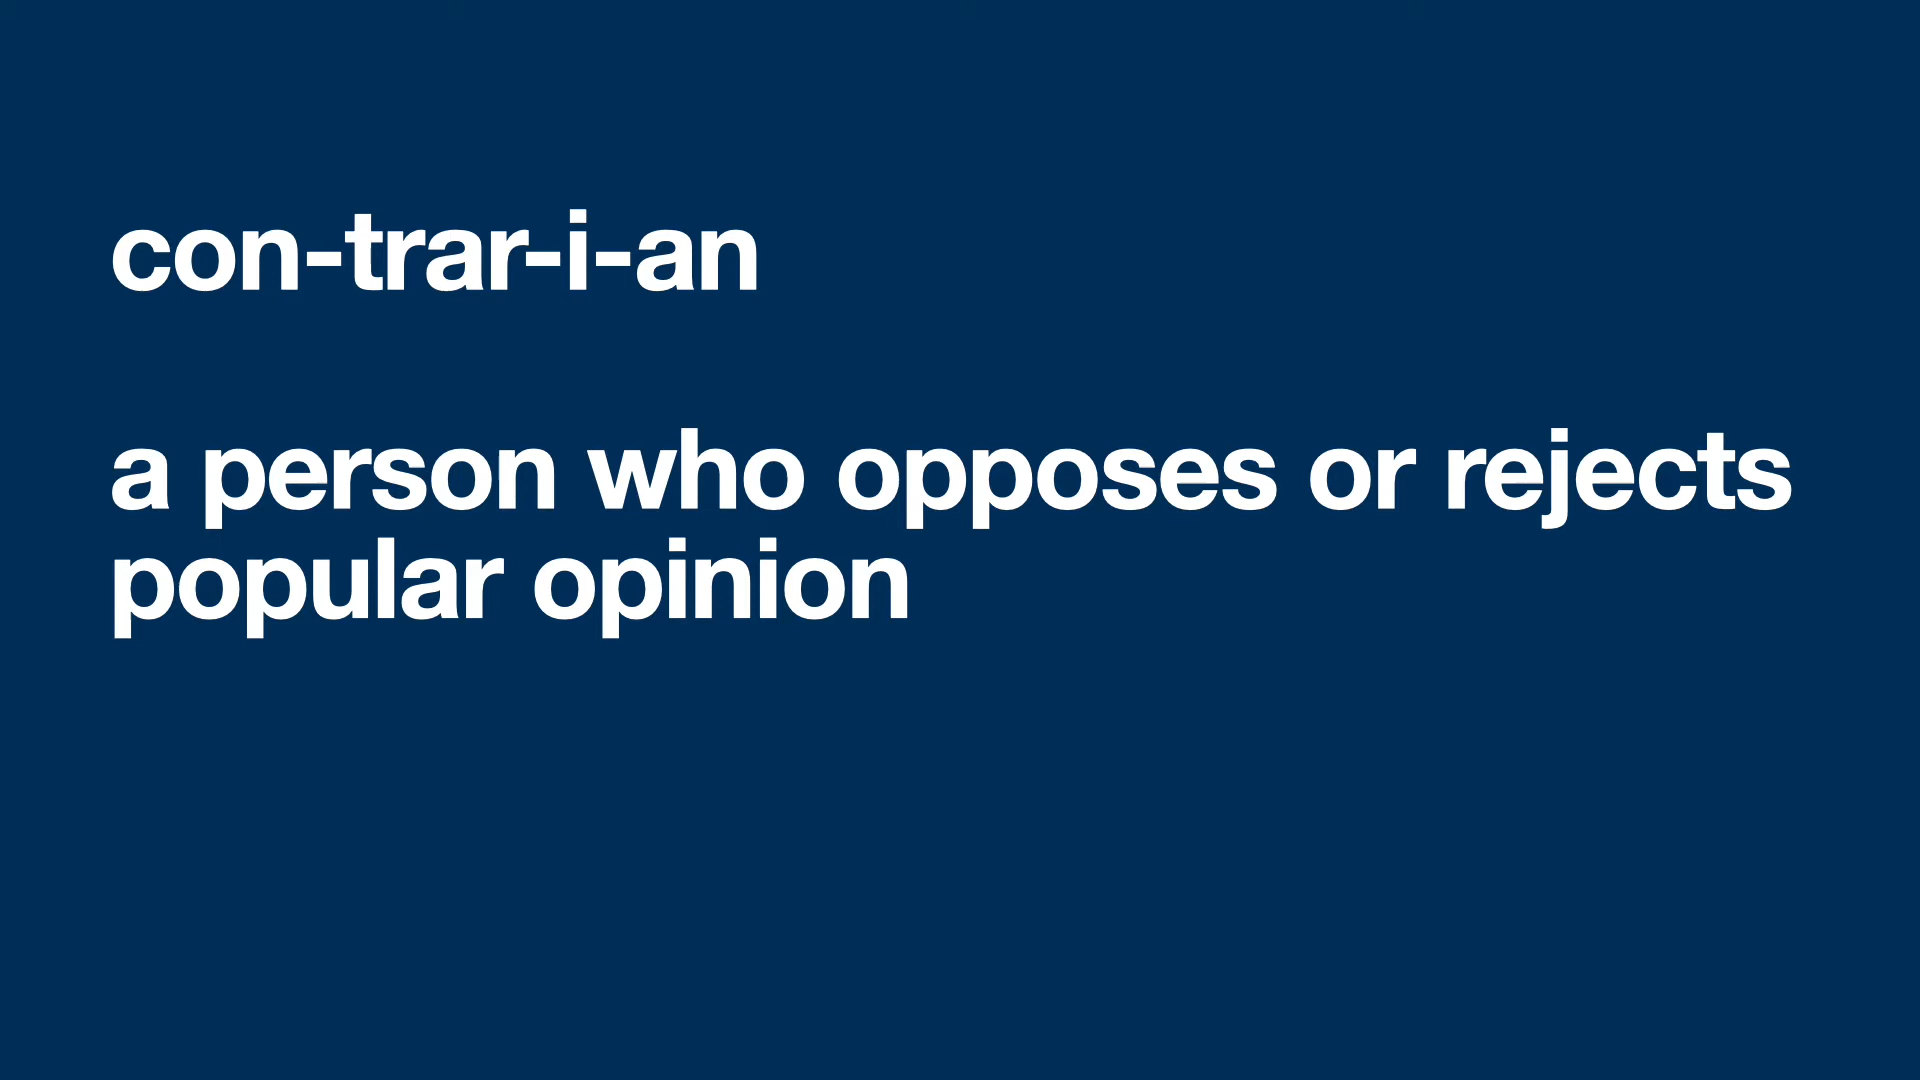 con-trar-i-an
a person who opposes or rejects
popular opinion